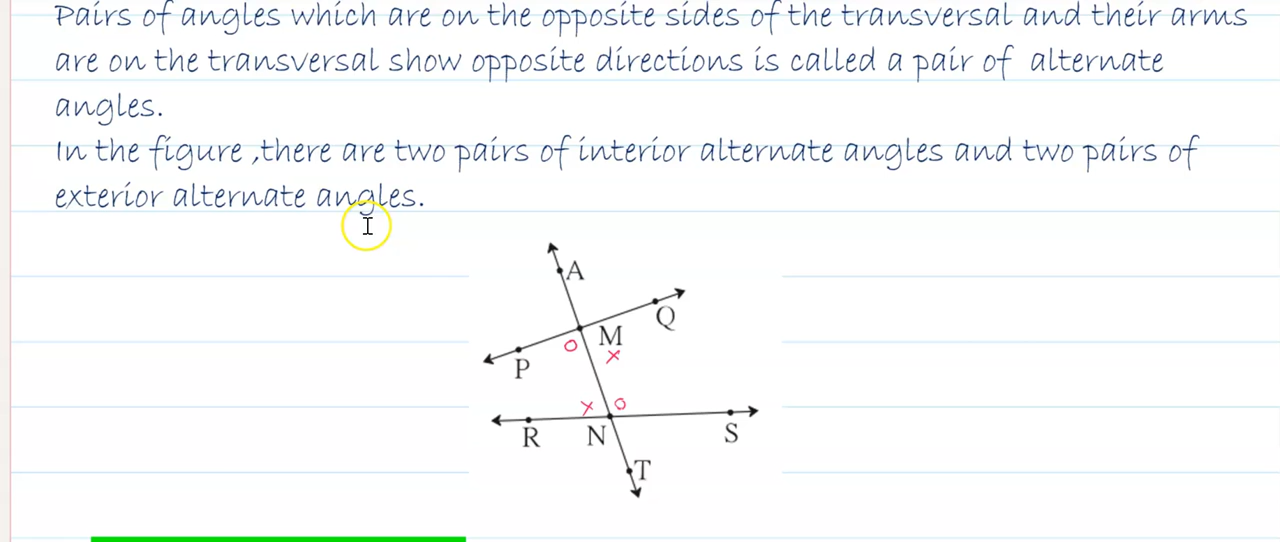 Pairs of angles which are on the opposite sides of the transversal and their arms
are on the transversal show opposite directions is called a pair of alternate
angles.
In the figure ,there are two pairs of interior alternate angles and two pairs of
exterior alternate angles.
A
Q
M
o
x
P
x o
R N S
T